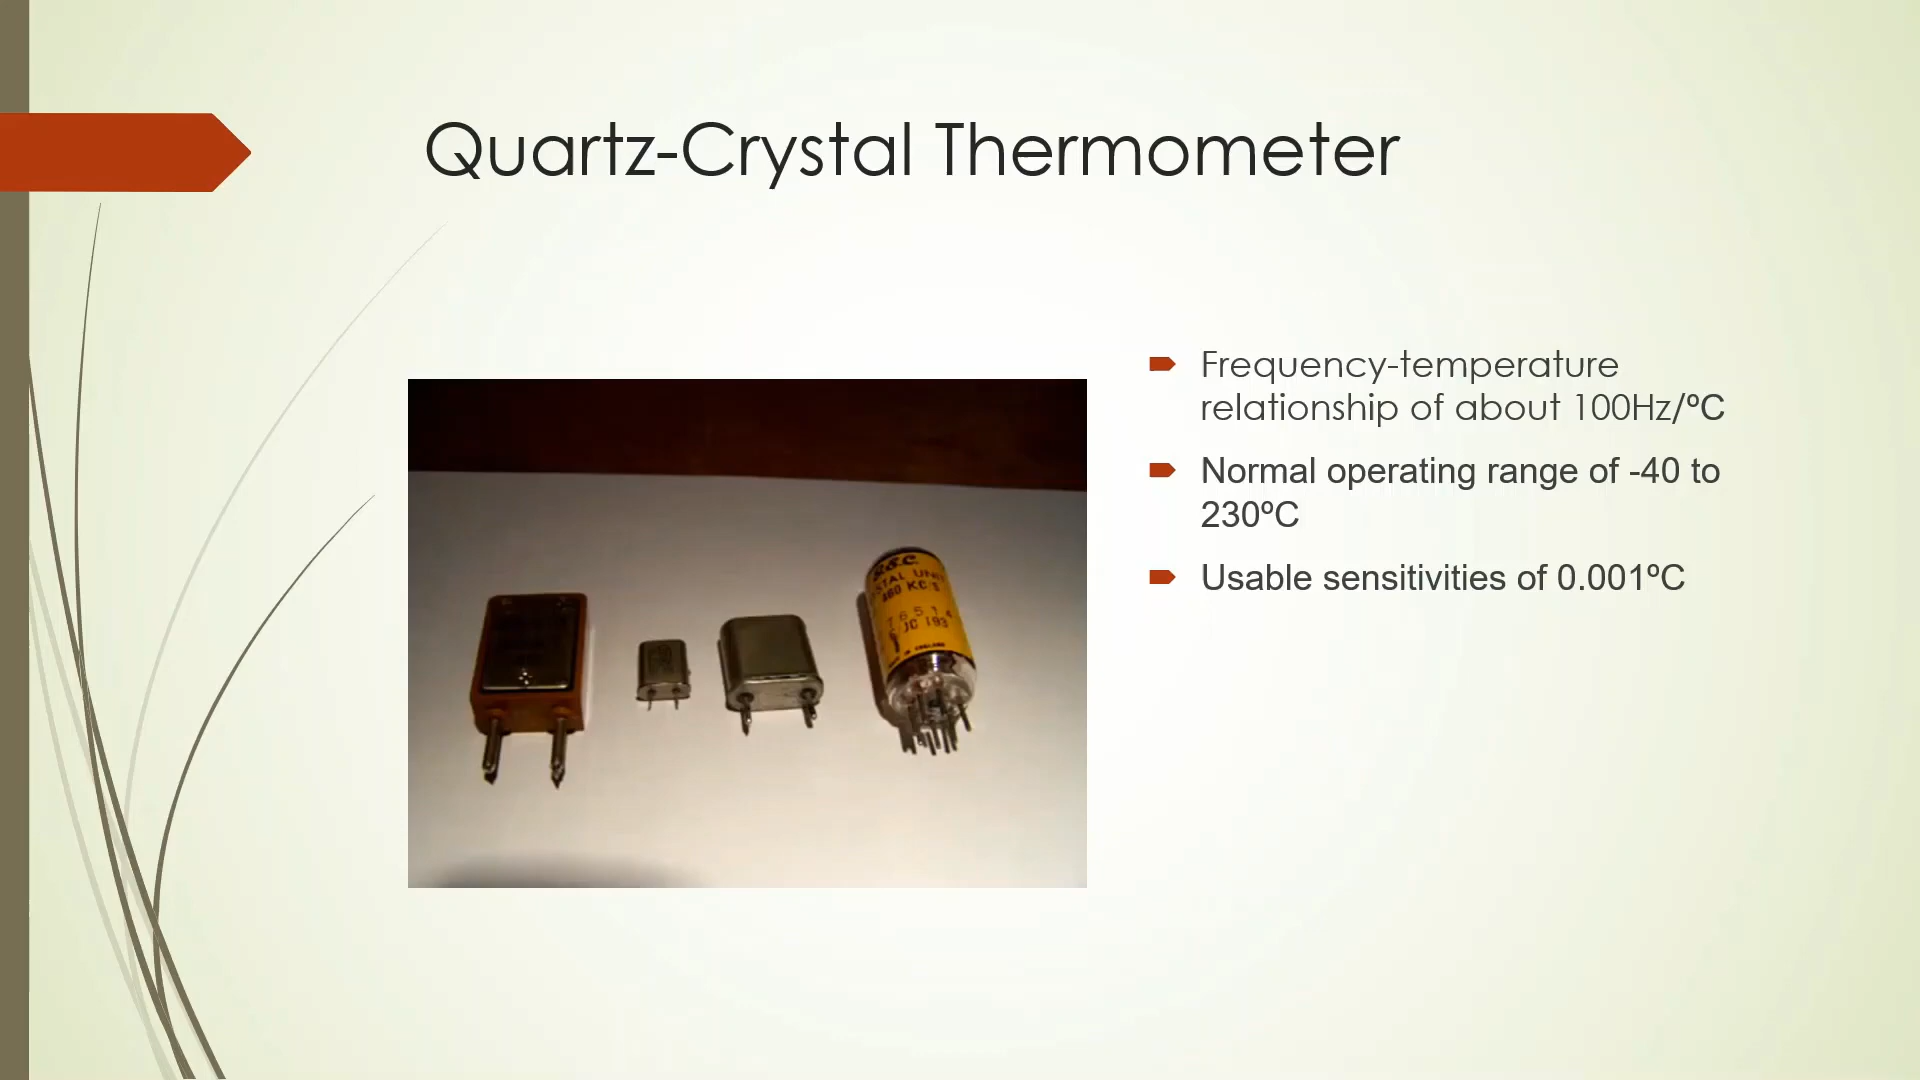 Quartz-Crystal Thermometer
Frequency-temperature
relationship of about 100Hz/ºC
Normal operating range of -40 to
230ºC
Usable sensitivities of 0.001ºC